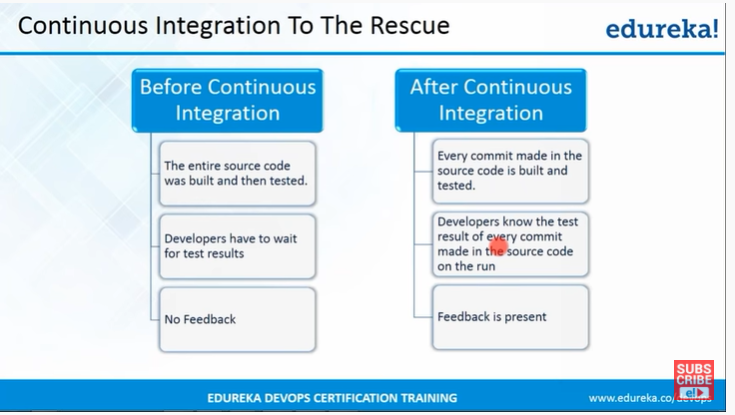 Continuous Integration To The Rescue
edureka!
Before Continuous
Integration
The entire source code
was built and then tested.
Developers have to wait
for test results
No Feedback
After Continuous
Integration
Every commit made in the
source code is built and
tested.
Developers know the test
result of every commit
made in the source code
on the run
Feedback is present
SUBS
CRIBE
e!
EDUREKA DEVOPS CERTIFICATION TRAINING
www.edureka.co/devops